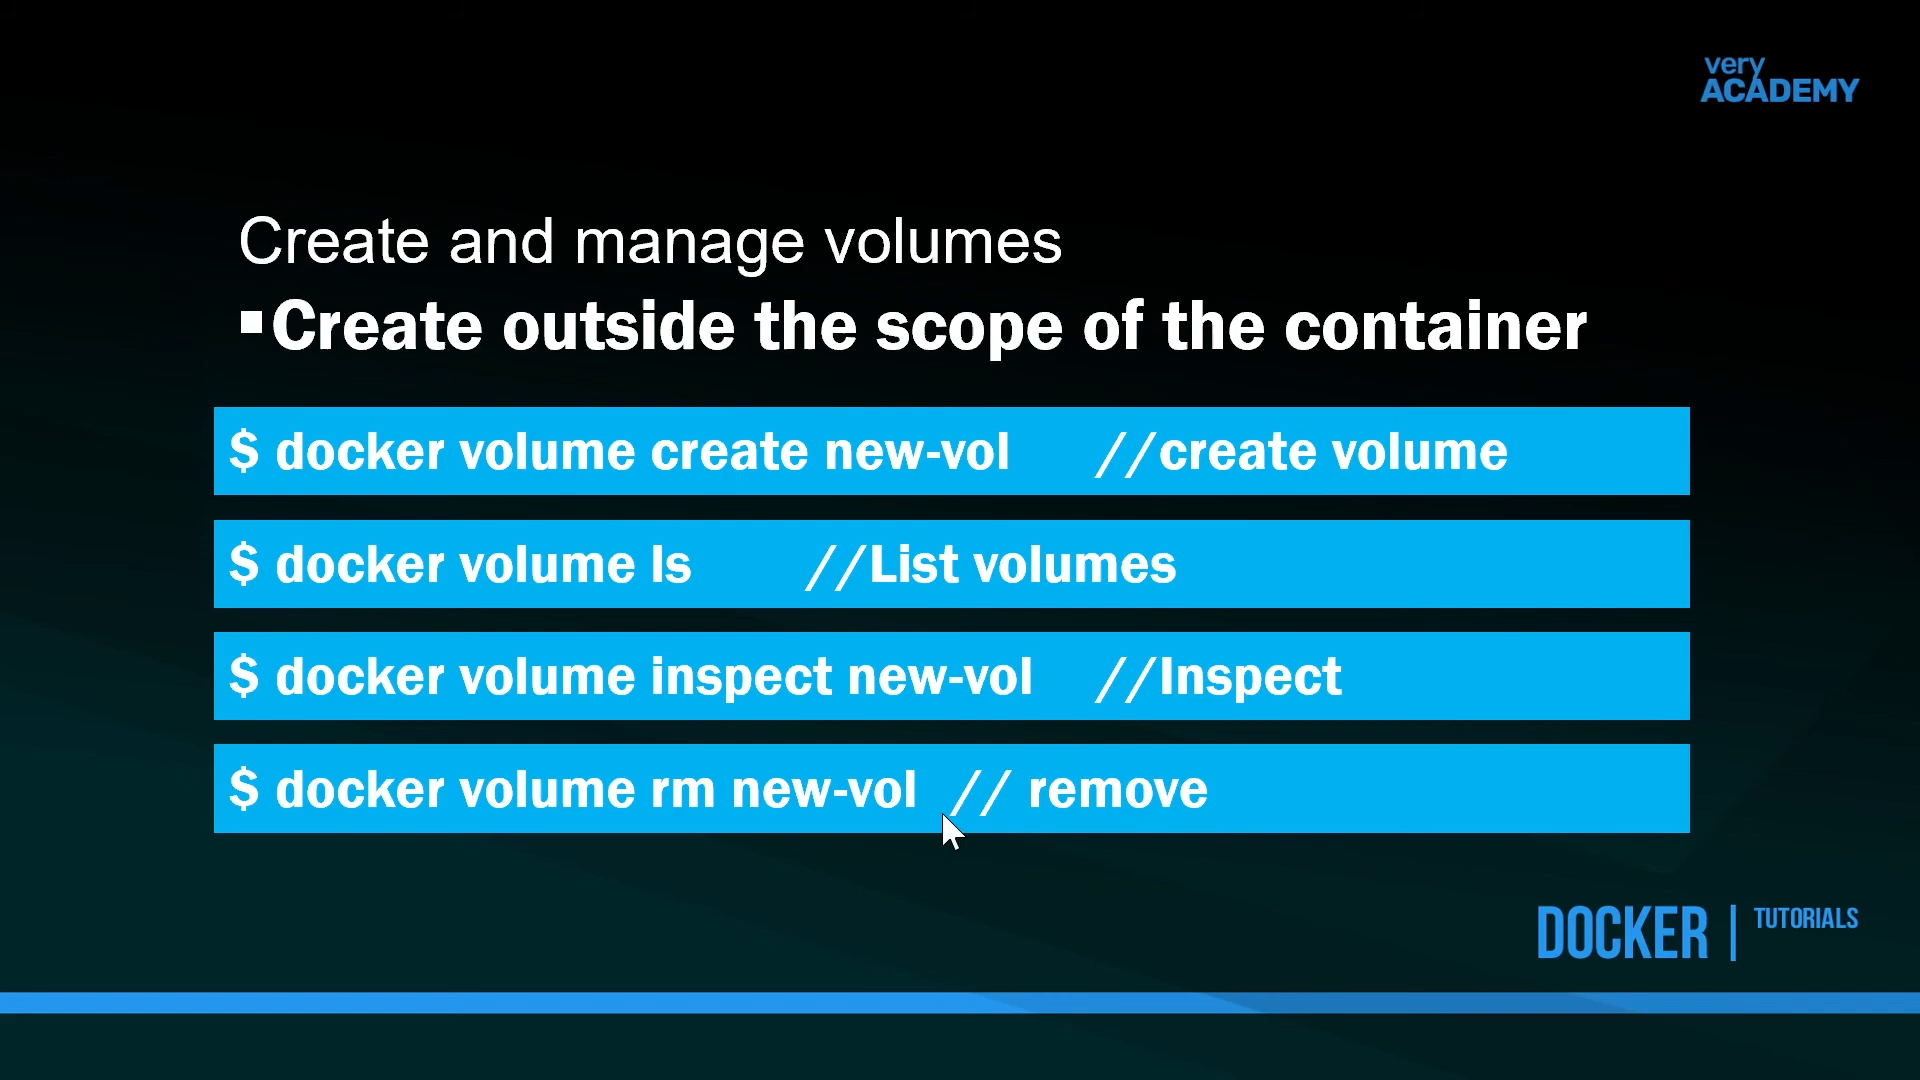 very
ACADEMY
Create and manage volumes
▪Create outside the scope of the container
$ docker volume create new-vol //create volume
$ docker volume ls //List volumes
$ docker volume inspect new-vol //Inspect
$ docker volume rm new-vol // remove
DOCKER | TUTORIALS